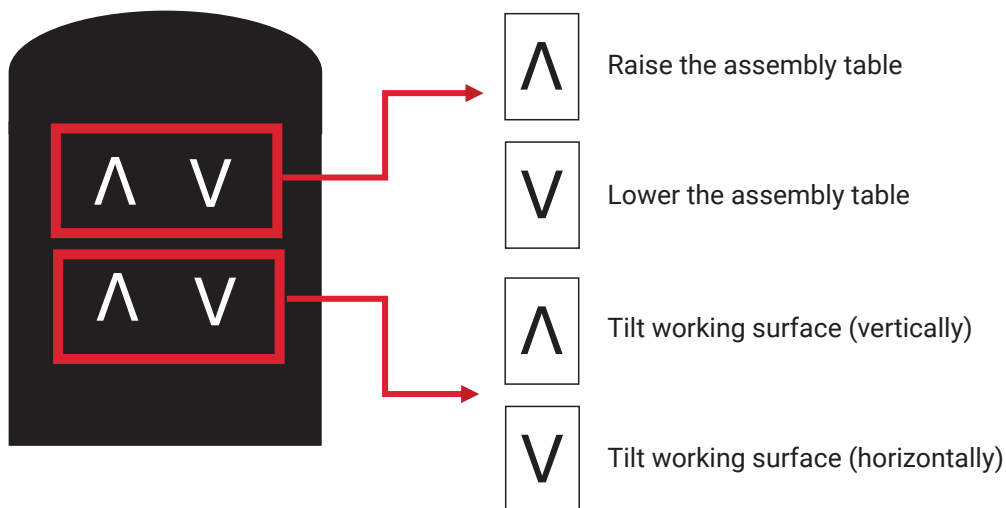 Λ V
Λ V
Λ Raise the assembly table
V Lower the assembly table
Λ Tilt working surface (vertically)
V Tilt working surface (horizontally)